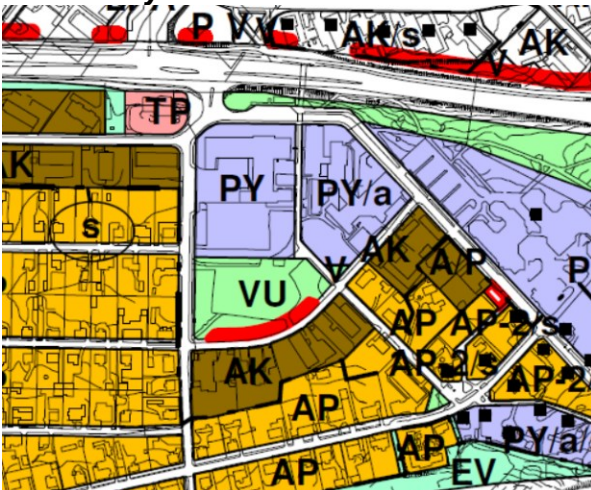 P V V AK/s AK
V
TP
AK PY PY/a
s
AK A/P P
V
VU
AP AP-2/s
AP-2/s AP-2
AK
AP
AP PY/a/
AP EV